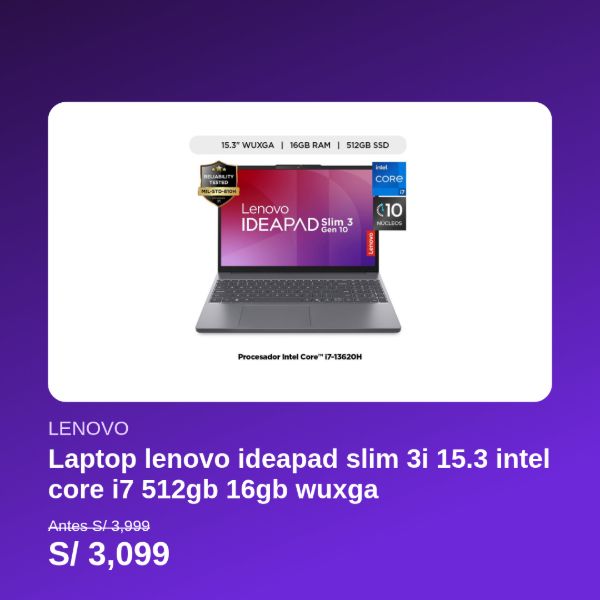 15.3" WUXGA | 16GB RAM | 512GB SSD
RELIABILITY
TESTED
MIL-STD-810H
intel
CORE
i7
10
NÚCLEOS
Lenovo
IDEAPAD Slim 3
Gen 10
Lenovo
Procesador Intel Core™ i7-13620H
LENOVO
Laptop lenovo ideapad slim 3i 15.3 intel
core i7 512gb 16gb wuxga
Antes S/ 3,999
S/ 3,099